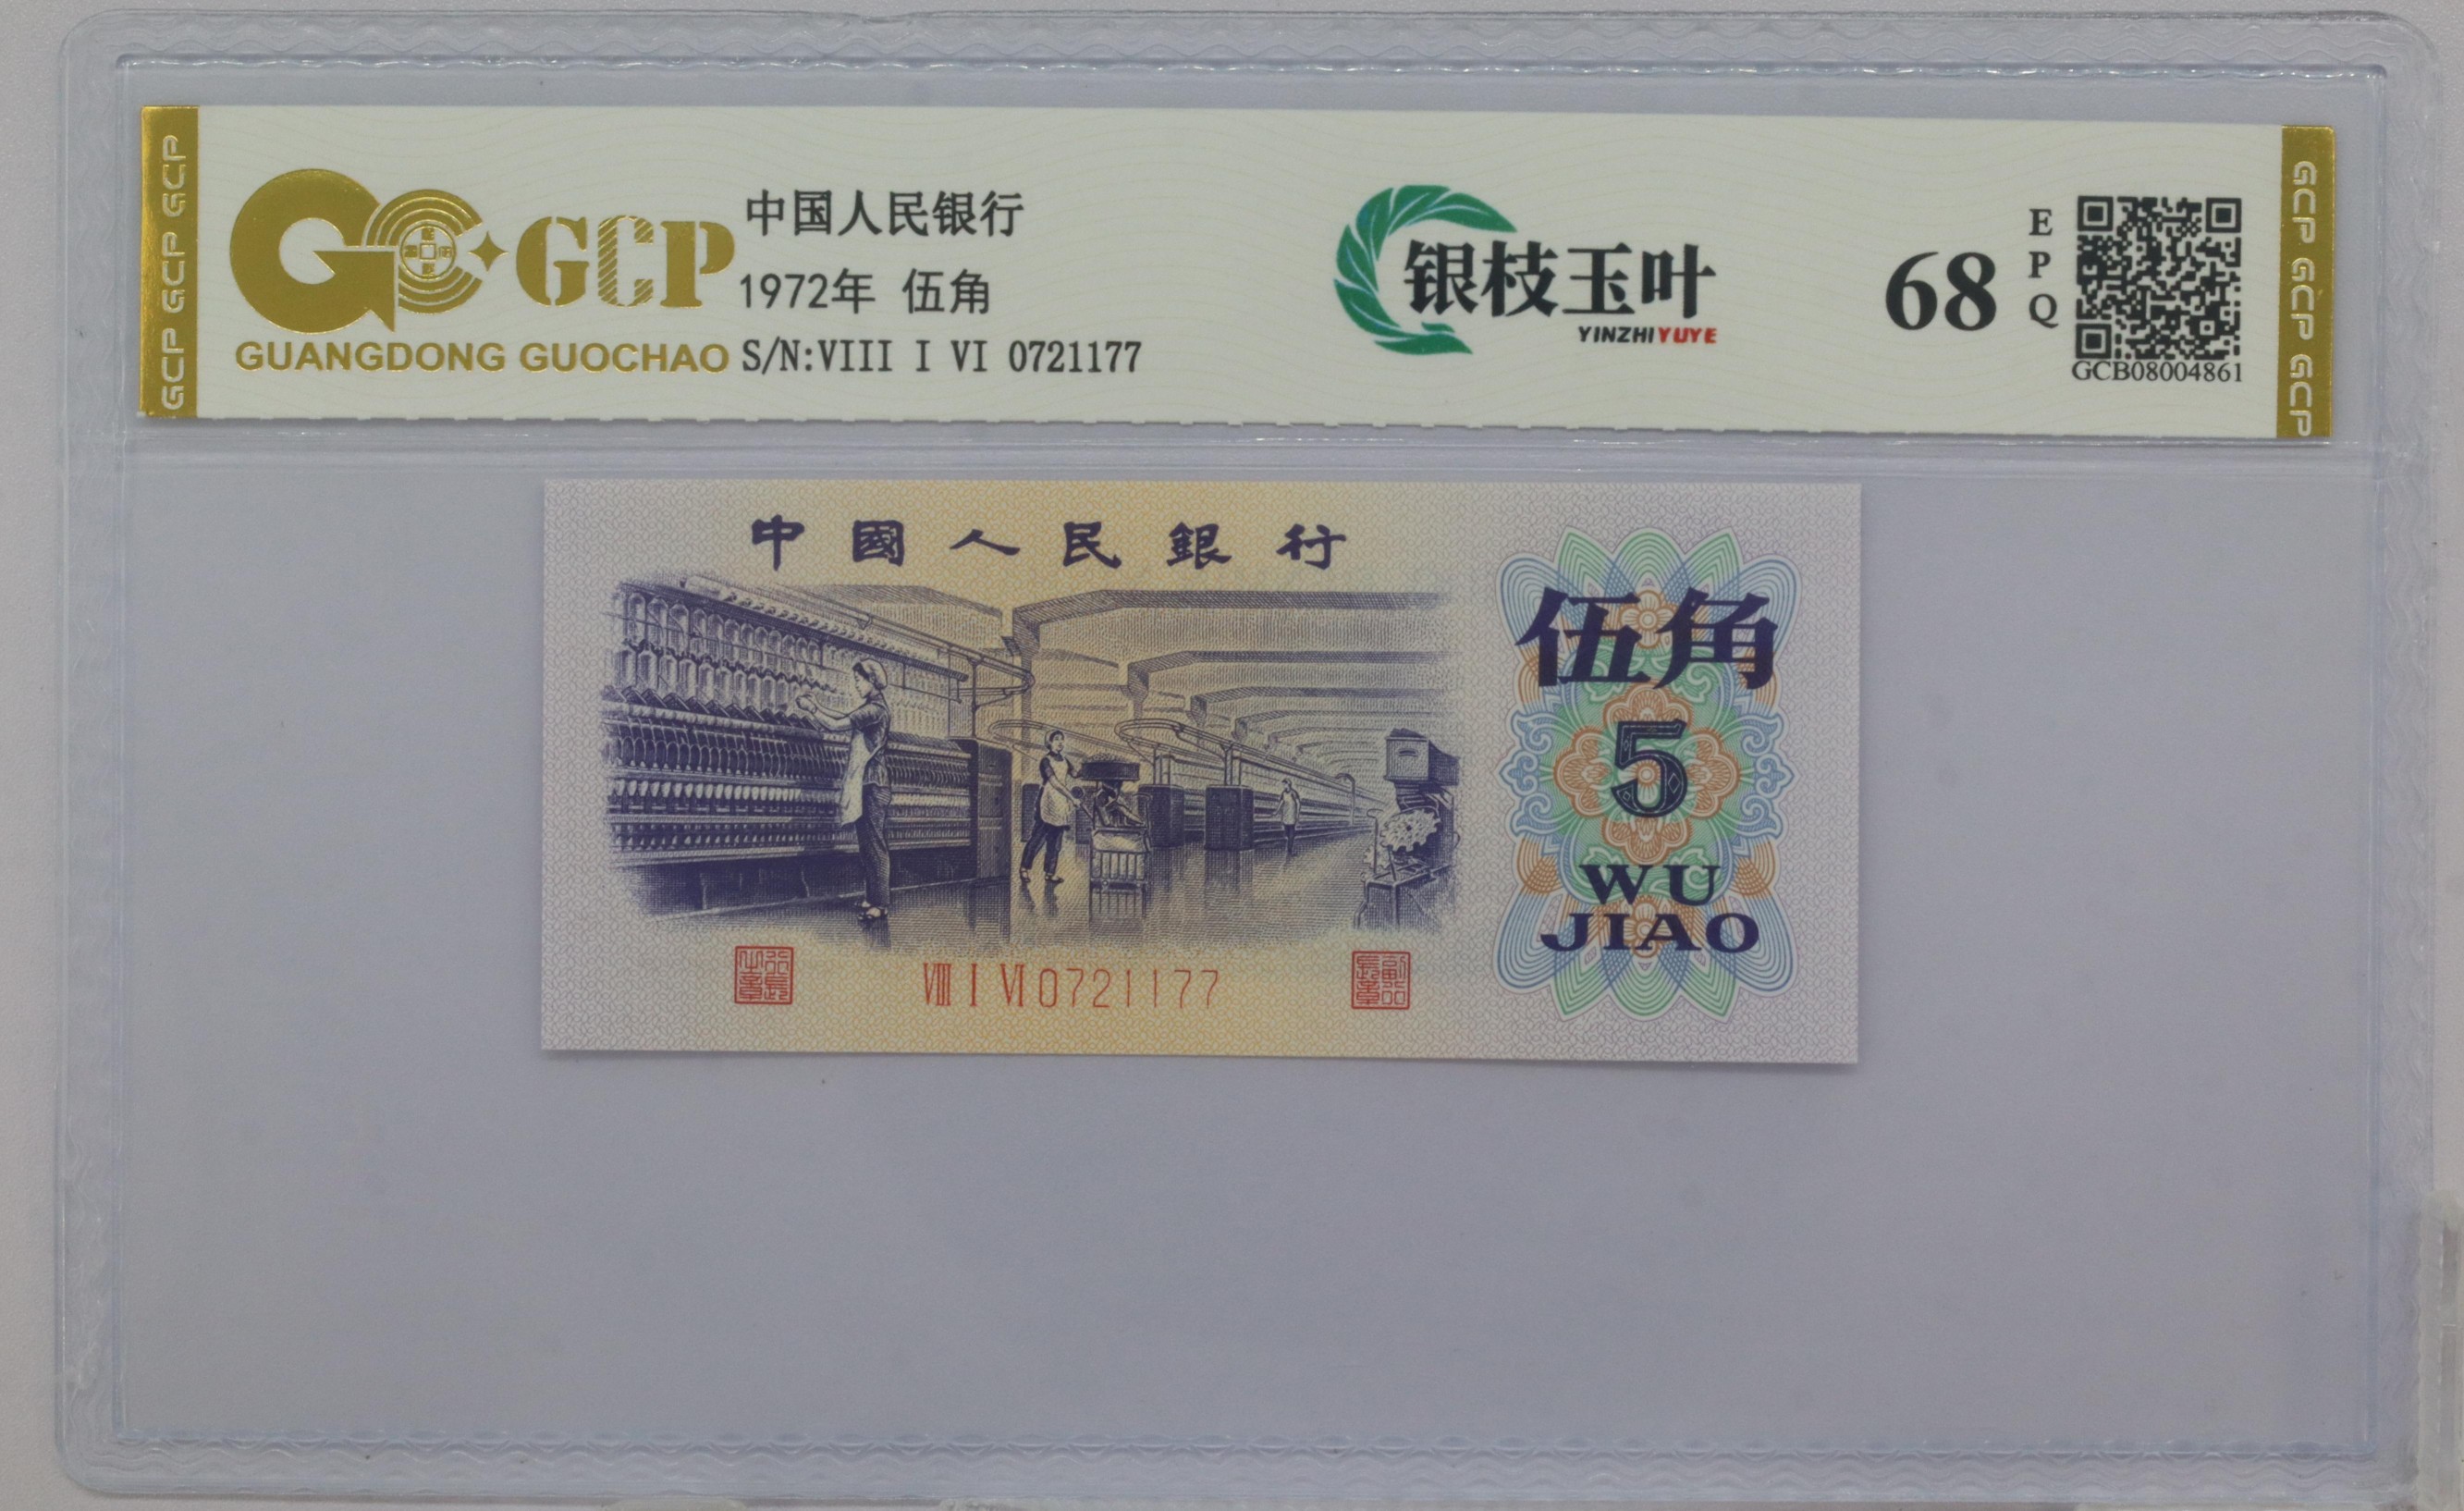 GCP GCP GCP
GCP
GUANGDONG GUOCHAO
中国人民银行
1972年 伍角
S/N:VIII I VI 0721177
银枝玉叶
YINZHIYUYE
68
EPQ
GCB08004861
GCP GCP GCP
中國人民銀行
伍角
5
WU
JIAO
VIII I VI 0721177